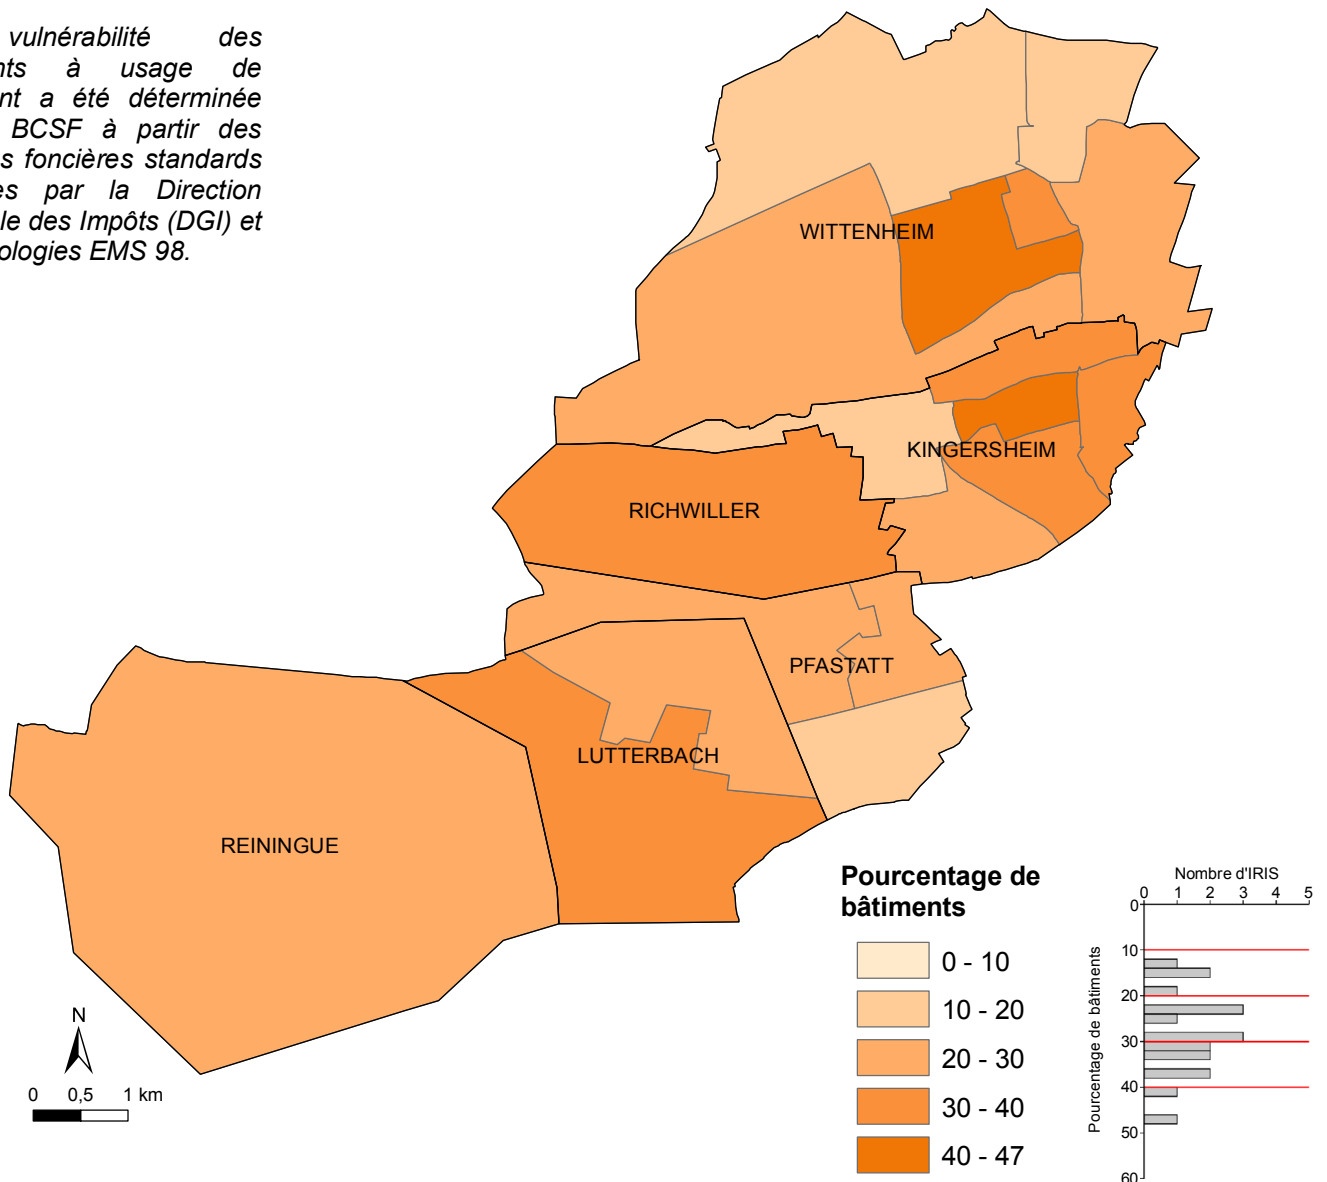 vulnérabilité des
nts à usage de
nt a été déterminée
BCSF à partir des
s foncières standards
es par la Direction
le des Impôts (DGI) et
ologies EMS 98.
WITTENHEIM
KINGERSHEIM
RICHWILLER
PFASTATT
LUTTERBACH
REININGUE
N
0 0,5 1 km
Pourcentage de
bâtiments
0 - 10
10 - 20
20 - 30
30 - 40
40 - 47
Nombre d'IRIS
0 1 2 3 4 5
Pourcentage de bâtiments
0
10
20
30
40
50
60